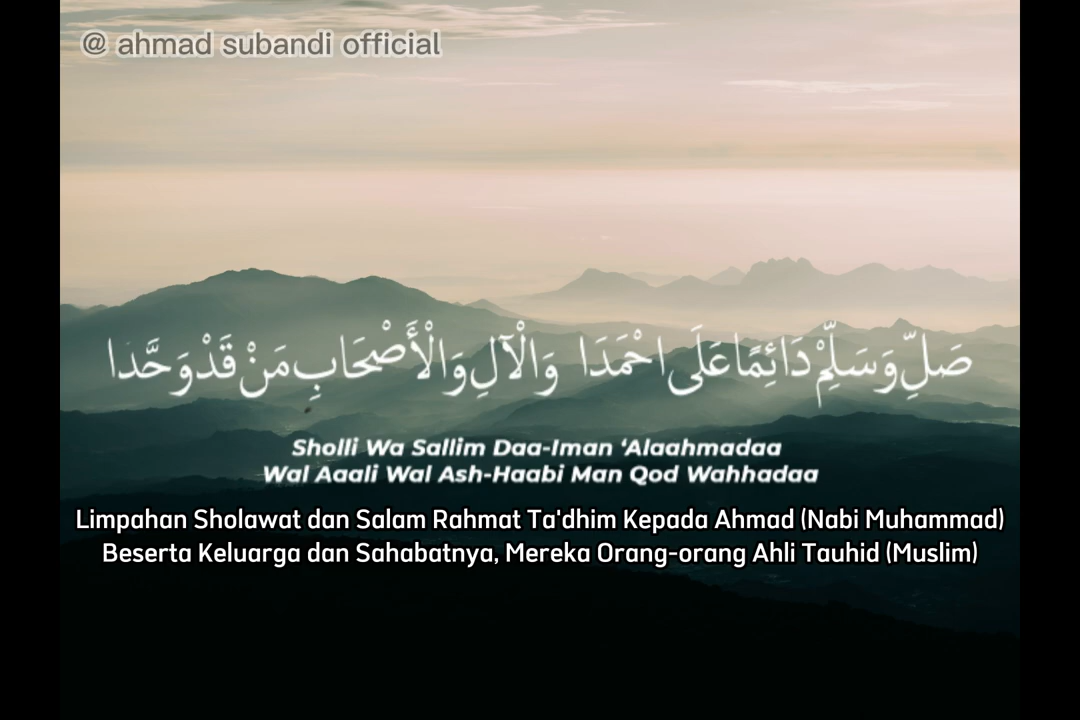 @ ahmad subandi official
صَلِّ وَسَلِّمْ دَائِمًا عَلَى احْمَدَا وَالْآلِ وَالْأَصْحَابِ مَنْ قَدْ وَحَّدَا
Sholli Wa Sallim Daa-Iman ‘Alaahmadaa
Wal Aaali Wal Ash-Haabi Man Qod Wahhadaa
Limpahan Sholawat dan Salam Rahmat Ta'dhim Kepada Ahmad (Nabi Muhammad)
Beserta Keluarga dan Sahabatnya, Mereka Orang-orang Ahli Tauhid (Muslim)